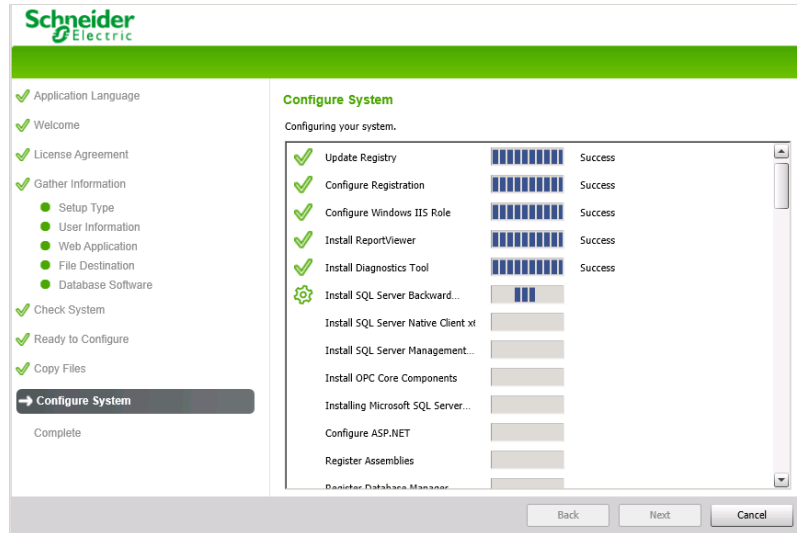 Schneider
Electric
Application Language
Welcome
License Agreement
Gather Information
Setup Type
User Information
Web Application
File Destination
Database Software
Check System
Ready to Configure
Copy Files
Configure System
Complete
Configure System
Configuring your system.
Update Registry Success
Configure Registration Success
Configure Windows IIS Role Success
Install ReportViewer Success
Install Diagnostics Tool Success
Install SQL Server Backward...
Install SQL Server Native Client x
Install SQL Server Management...
Install OPC Core Components
Installing Microsoft SQL Server...
Configure ASP.NET
Register Assemblies
Register Database Manager
Back Next Cancel